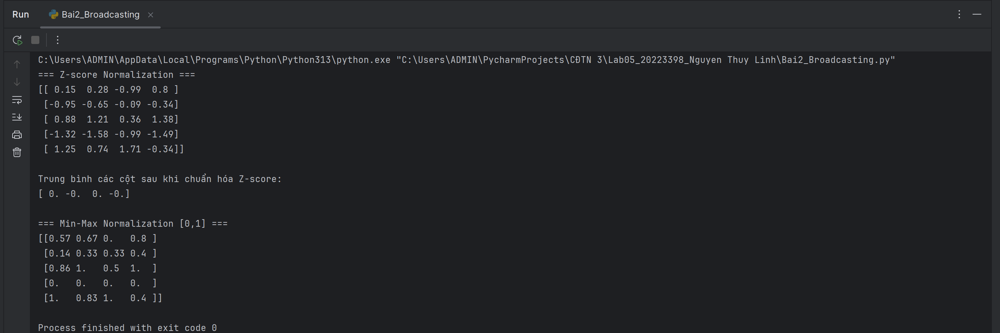 Run Bai2_Broadcasting
C:\Users\ADMIN\AppData\Local\Programs\Python\Python313\python.exe "C:\Users\ADMIN\PycharmProjects\CĐTN 3\Lab05_20223398_Nguyen Thuy Linh\Bai2_Broadcasting.py"
=== Z-score Normalization ===
[[ 0.15  0.28 -0.99  0.8 ]
 [-0.95 -0.65 -0.09 -0.34]
 [ 0.88  1.21  0.36  1.38]
 [-1.32 -1.58 -0.99 -1.49]
 [ 1.25  0.74  1.71 -0.34]]
Trung bình các cột sau khi chuẩn hóa Z-score:
[ 0. -0.  0. -0.]
=== Min-Max Normalization [0,1] ===
[[0.57 0.67 0.   0.8 ]
 [0.14 0.33 0.33 0.4 ]
 [0.86 1.   0.5  1.  ]
 [0.   0.   0.   0.  ]
 [1.   0.83 1.   0.4 ]]
Process finished with exit code 0